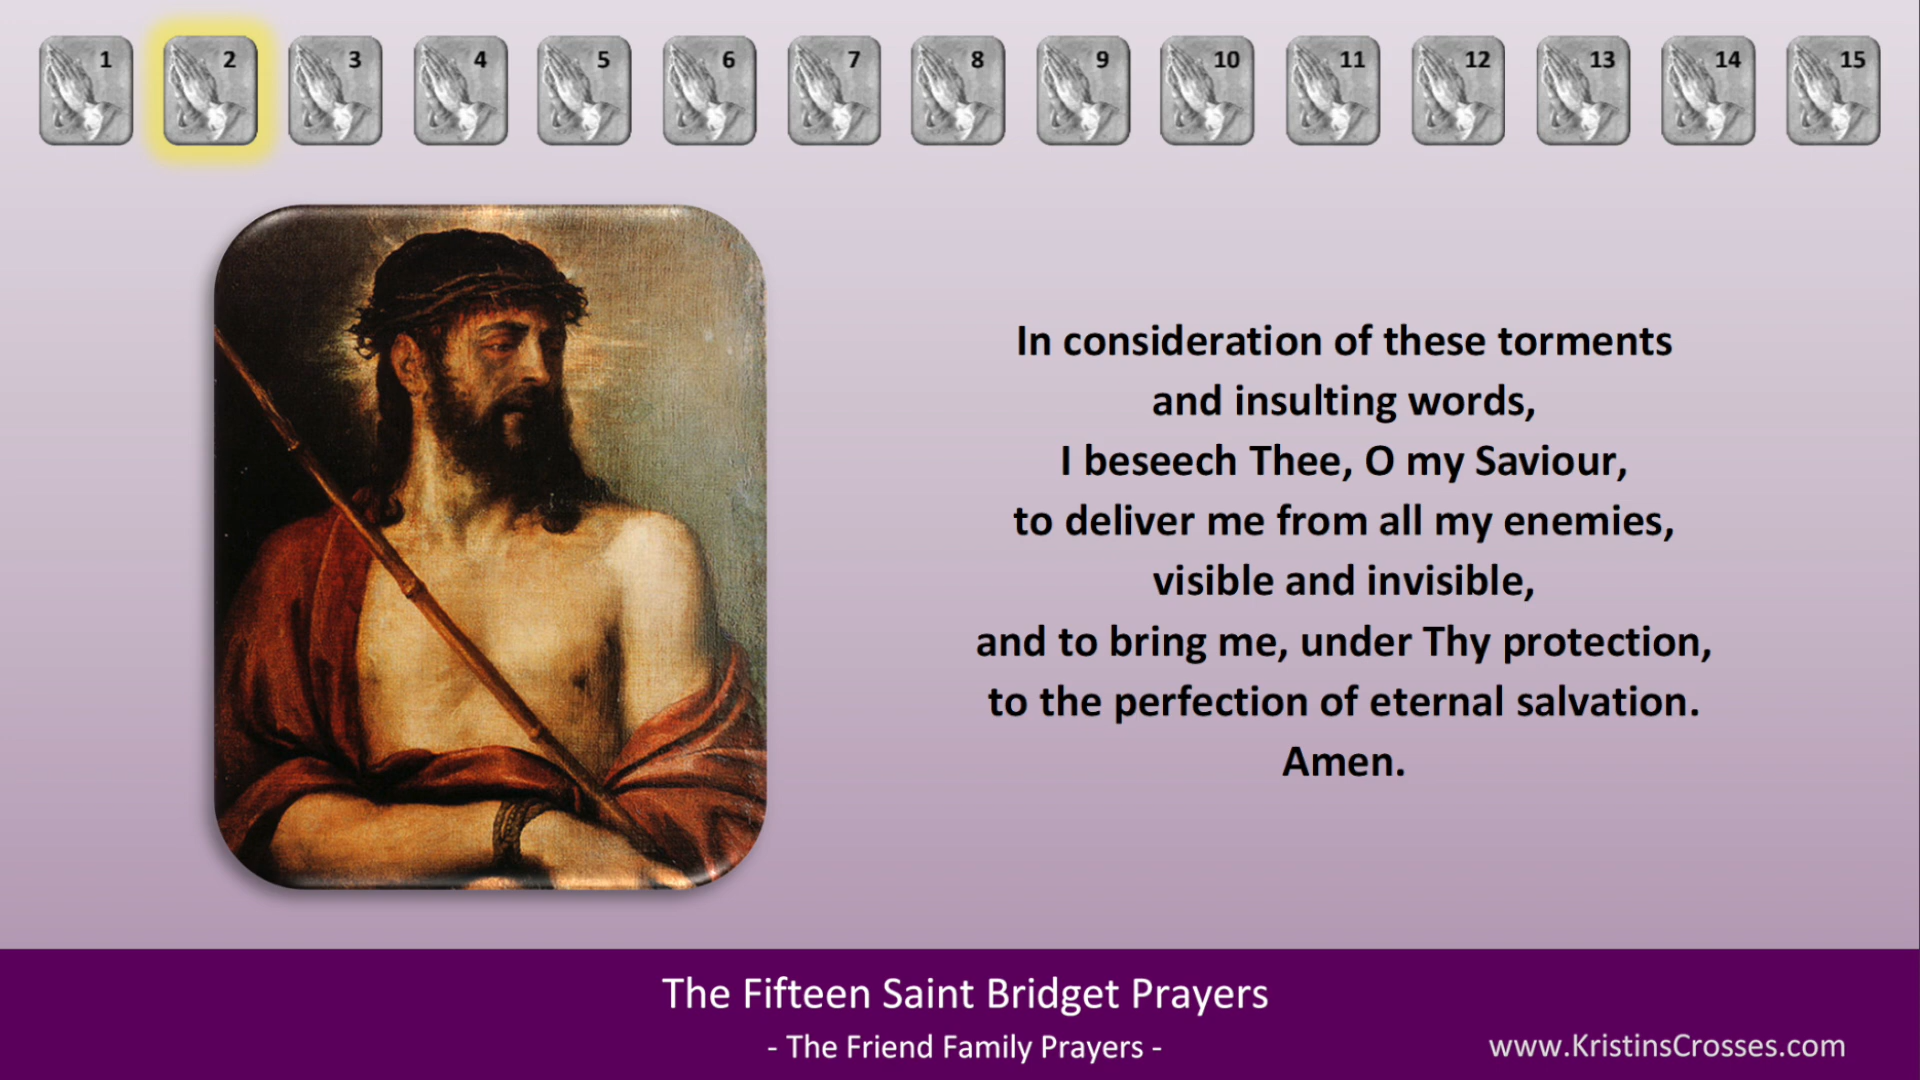 1 2 3 4 5 6 7 8 9 10 11 12 13 14 15
In consideration of these torments
and insulting words,
I beseech Thee, O my Saviour,
to deliver me from all my enemies,
visible and invisible,
and to bring me, under Thy protection,
to the perfection of eternal salvation.
Amen.
The Fifteen Saint Bridget Prayers
- The Friend Family Prayers -
www.KristinsCrosses.com